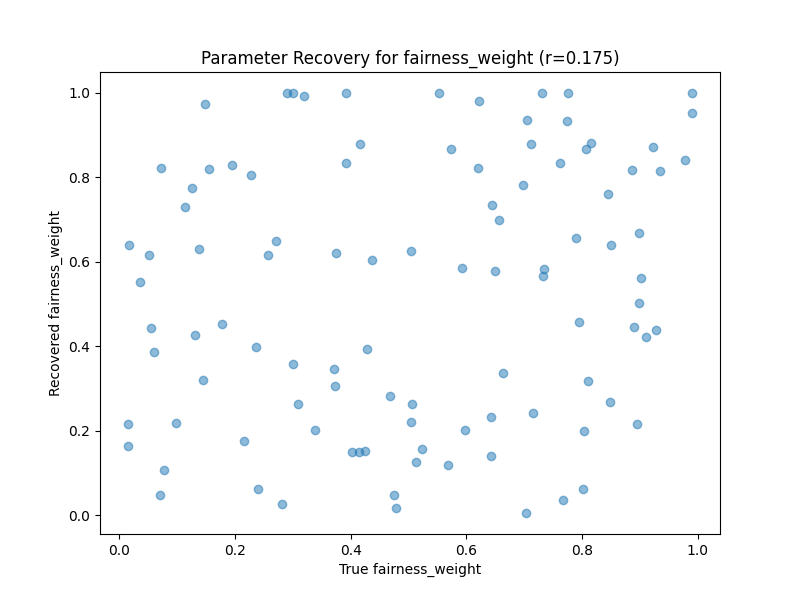 Parameter Recovery for fairness_weight (r=0.175)
Recovered fairness_weight
1.0
0.8
0.6
0.4
0.2
0.0
0.0 0.2 0.4 0.6 0.8 1.0
True fairness_weight